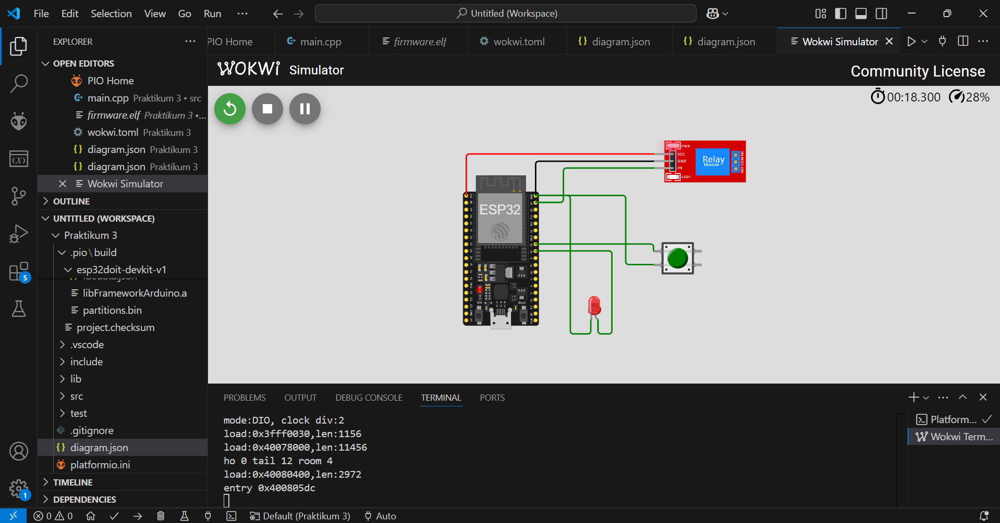 File Edit Selection View Go Run ···
Untitled (Workspace)
EXPLORER
OPEN EDITORS
PIO Home
main.cpp Praktikum 3 • src
firmware.elf Praktikum 3 •...
wokwi.toml Praktikum 3
diagram.json Praktikum 3
diagram.json Praktikum 3
Wokwi Simulator
OUTLINE
UNTITLED (WORKSPACE)
Praktikum 3
.pio\build
esp32doit-devkit-v1
idedata.json
libFrameworkArduino.a
partitions.bin
project.checksum
.vscode
include
lib
src
test
.gitignore
diagram.json
platformio.ini
TIMELINE
DEPENDENCIES
5
1
PIO Home main.cpp firmware.elf wokwi.toml diagram.json diagram.json Wokwi Simulator
WOKWi Simulator
Community License
00:18.300 28%
PWR
VCC
GND
IN
LED1
Relay
Module
NO COM NC
ESP32
EN
Boot
PROBLEMS OUTPUT DEBUG CONSOLE TERMINAL PORTS
mode:DIO, clock div:2
load:0x3fff0030,len:1156
load:0x40078000,len:11456
ho 0 tail 12 room 4
load:0x40080400,len:2972
entry 0x400805dc
Platform...
Wokwi Term...
0 0 Default (Praktikum 3) Auto